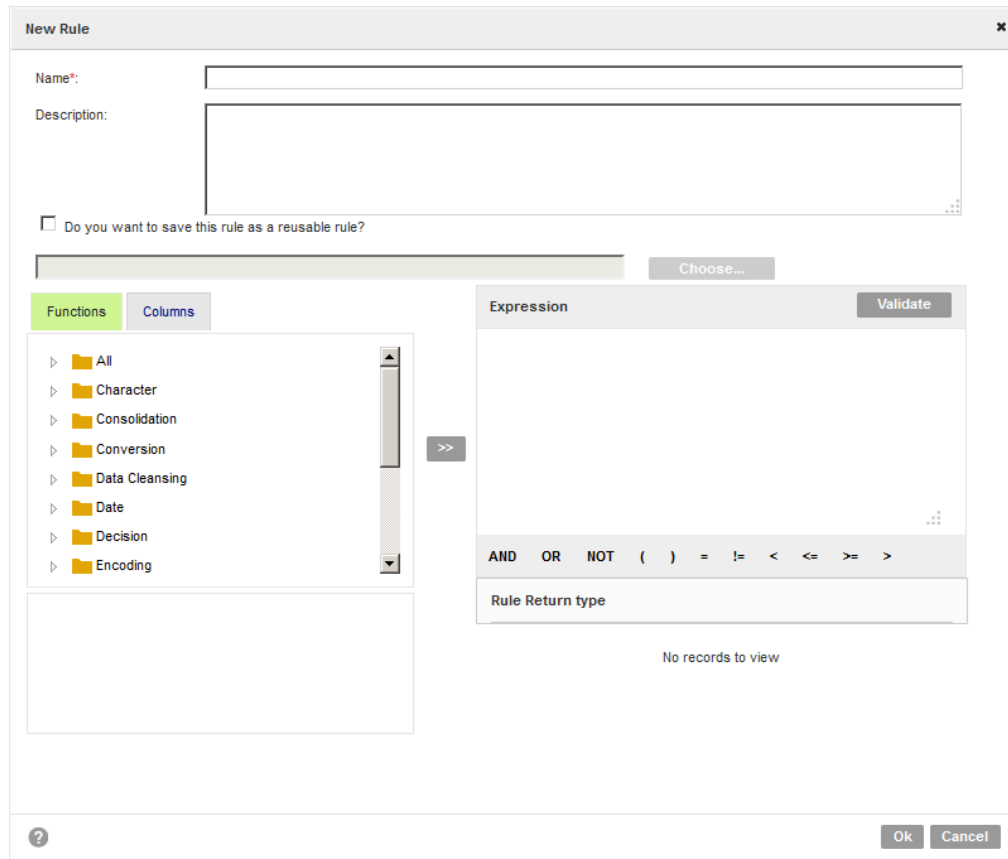 New Rule
Name*:
Description:
Do you want to save this rule as a reusable rule?
Choose...
Functions Columns
All
Character
Consolidation
Conversion
Data Cleansing
Date
Decision
Encoding
>>
Expression Validate
AND OR NOT ( ) = != < <= >= >
Rule Return type
No records to view
? Ok Cancel